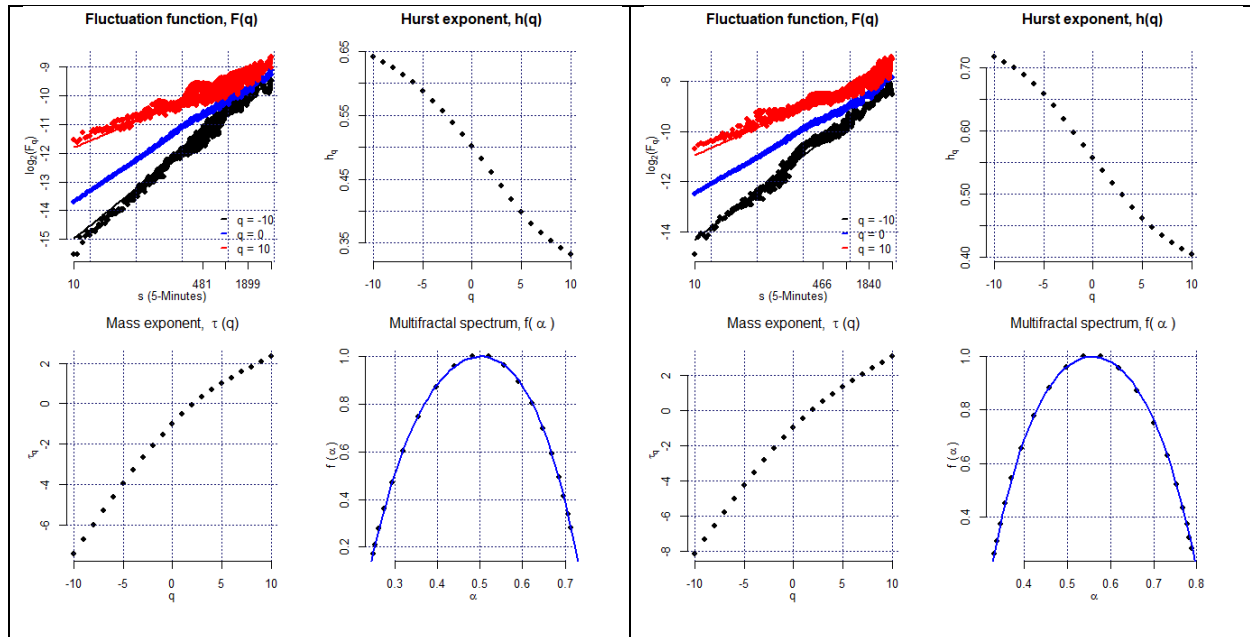 Fluctuation function, F(q)
log2(Fq)
-9
-10
-11
-12
-13
-14
-15
q = -10
q = 0
q = 10
10 481 1899
s (5-Minutes)
Hurst exponent, h(q)
hq
0.65
0.55
0.45
0.35
-10 -5 0 5 10
q
Mass exponent, τ (q)
τq
2
0
-2
-4
-6
-10 -5 0 5 10
q
Multifractal spectrum, f( α )
f (α)
1.0
0.8
0.6
0.4
0.2
0.3 0.4 0.5 0.6 0.7
α
Fluctuation function, F(q)
log2(Fq)
-8
-10
-12
-14
q = -10
q = 0
q = 10
10 466 1840
s (5-Minutes)
Hurst exponent, h(q)
hq
0.70
0.60
0.50
0.40
-10 -5 0 5 10
q
Mass exponent, τ (q)
τq
2
0
-2
-4
-6
-8
-10 -5 0 5 10
q
Multifractal spectrum, f( α )
f (α)
1.0
0.8
0.6
0.4
0.4 0.5 0.6 0.7 0.8
α